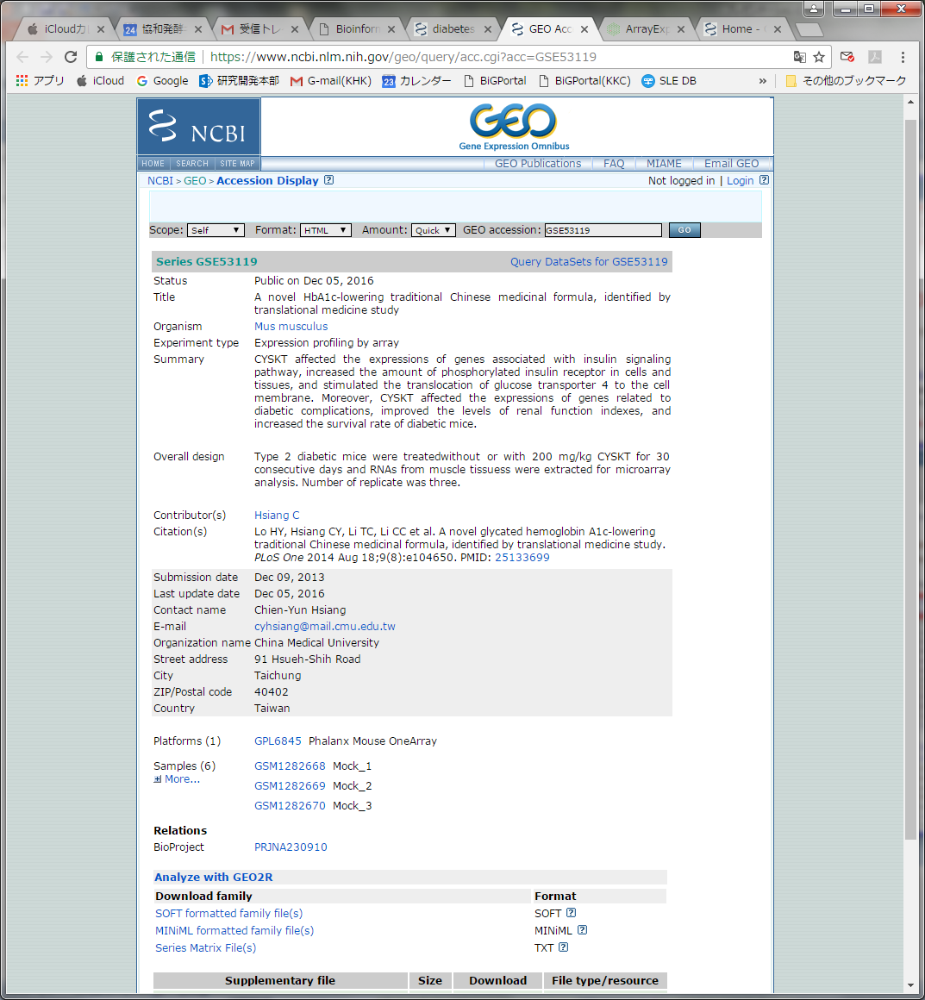 iCloudカ
24 協和発酵
受信トレ
Bioinform
diabetes
GEO Acc
ArrayExp
Home -
保護された通信 https://www.ncbi.nlm.nih.gov/geo/query/acc.cgi?acc=GSE53119
アプリ iCloud Google 研究開発本部 G-mail(KHK) 23 カレンダー BiGPortal BiGPortal(KKC) SLE DB » その他のブックマーク
NCBI
GEO
Gene Expression Omnibus
HOME SEARCH SITE MAP GEO Publications FAQ MIAME Email GEO
NCBI > GEO > Accession Display ? Not logged in | Login ?
Scope: Self Format: HTML Amount: Quick GEO accession: GSE53119 GO
Series GSE53119 Query DataSets for GSE53119
Status Public on Dec 05, 2016
Title A novel HbA1c-lowering traditional Chinese medicinal formula, identified by
translational medicine study
Organism Mus musculus
Experiment type Expression profiling by array
Summary CYSKT affected the expressions of genes associated with insulin signaling
pathway, increased the amount of phosphorylated insulin receptor in cells and
tissues, and stimulated the translocation of glucose transporter 4 to the cell
membrane. Moreover, CYSKT affected the expressions of genes related to
diabetic complications, improved the levels of renal function indexes, and
increased the survival rate of diabetic mice.
Overall design Type 2 diabetic mice were treatedwithout or with 200 mg/kg CYSKT for 30
consecutive days and RNAs from muscle tissuess were extracted for microarray
analysis. Number of replicate was three.
Contributor(s) Hsiang C
Citation(s) Lo HY, Hsiang CY, Li TC, Li CC et al. A novel glycated hemoglobin A1c-lowering
traditional Chinese medicinal formula, identified by translational medicine study.
PLoS One 2014 Aug 18;9(8):e104650. PMID: 25133699
Submission date Dec 09, 2013
Last update date Dec 05, 2016
Contact name Chien-Yun Hsiang
E-mail cyhsiang@mail.cmu.edu.tw
Organization name China Medical University
Street address 91 Hsueh-Shih Road
City Taichung
ZIP/Postal code 40402
Country Taiwan
Platforms (1) GPL6845 Phalanx Mouse OneArray
Samples (6) GSM1282668 Mock_1
More...
GSM1282669 Mock_2
GSM1282670 Mock_3
Relations
BioProject PRJNA230910
Analyze with GEO2R
Download family Format
SOFT formatted family file(s) SOFT ?
MINiML formatted family file(s) MINiML ?
Series Matrix File(s) TXT ?
Supplementary file Size Download File type/resource